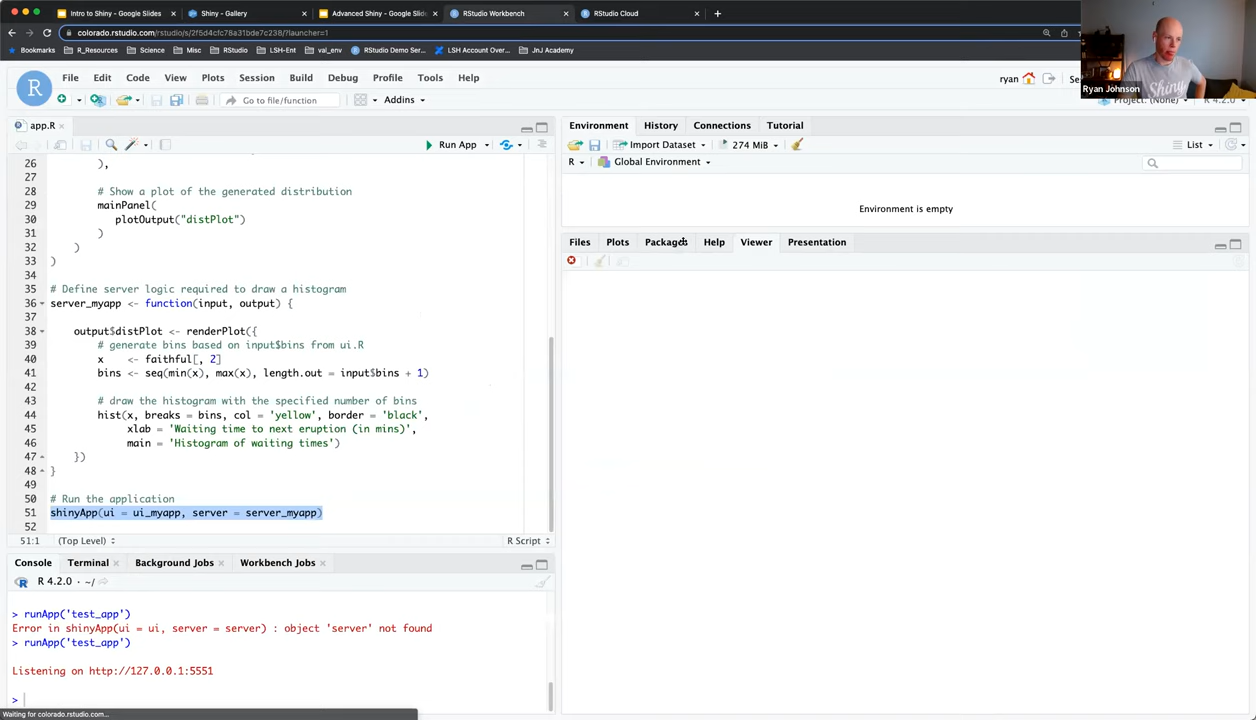 Intro to Shiny - Google Slides
Shiny - Gallery
Advanced Shiny - Google Slide
RStudio Workbench
RStudio Cloud
colorado.rstudio.com/rstudio/s/2f5d4cfc78a31bde7c238/?launcher=1
Bookmarks
R_Resources
Science
Misc
RStudio
LSH-Ent
val_env
RStudio Demo Ser...
LSH Account Over...
JnJ Academy
Ryan Johnson
File Edit Code View Plots Session Build Debug Profile Tools Help
ryan
Go to file/function
Addins
Project: (None)
R 4.2.0
app.R
Run App
26 ),
27
28 # Show a plot of the generated distribution
29 mainPanel(
30 plotOutput("distPlot")
31 )
32 )
33 )
34
35 # Define server logic required to draw a histogram
36 server_myapp <- function(input, output) {
37
38 output$distPlot <- renderPlot({
39 # generate bins based on input$bins from ui.R
40 x <- faithful[, 2]
41 bins <- seq(min(x), max(x), length.out = input$bins + 1)
42
43 # draw the histogram with the specified number of bins
44 hist(x, breaks = bins, col = 'yellow', border = 'black',
45 xlab = 'Waiting time to next eruption (in mins)',
46 main = 'Histogram of waiting times')
47 })
48 }
49
50 # Run the application
51 shinyApp(ui = ui_myapp, server = server_myapp)
52
51:1 (Top Level) R Script
Console Terminal Background Jobs Workbench Jobs
R 4.2.0 · ~/
> runApp('test_app')
Error in shinyApp(ui = ui, server = server) : object 'server' not found
> runApp('test_app')
Listening on http://127.0.0.1:5551
>
Waiting for colorado.rstudio.com...
Environment History Connections Tutorial
Import Dataset 274 MiB List
R Global Environment
Environment is empty
Files Plots Packages Help Viewer Presentation